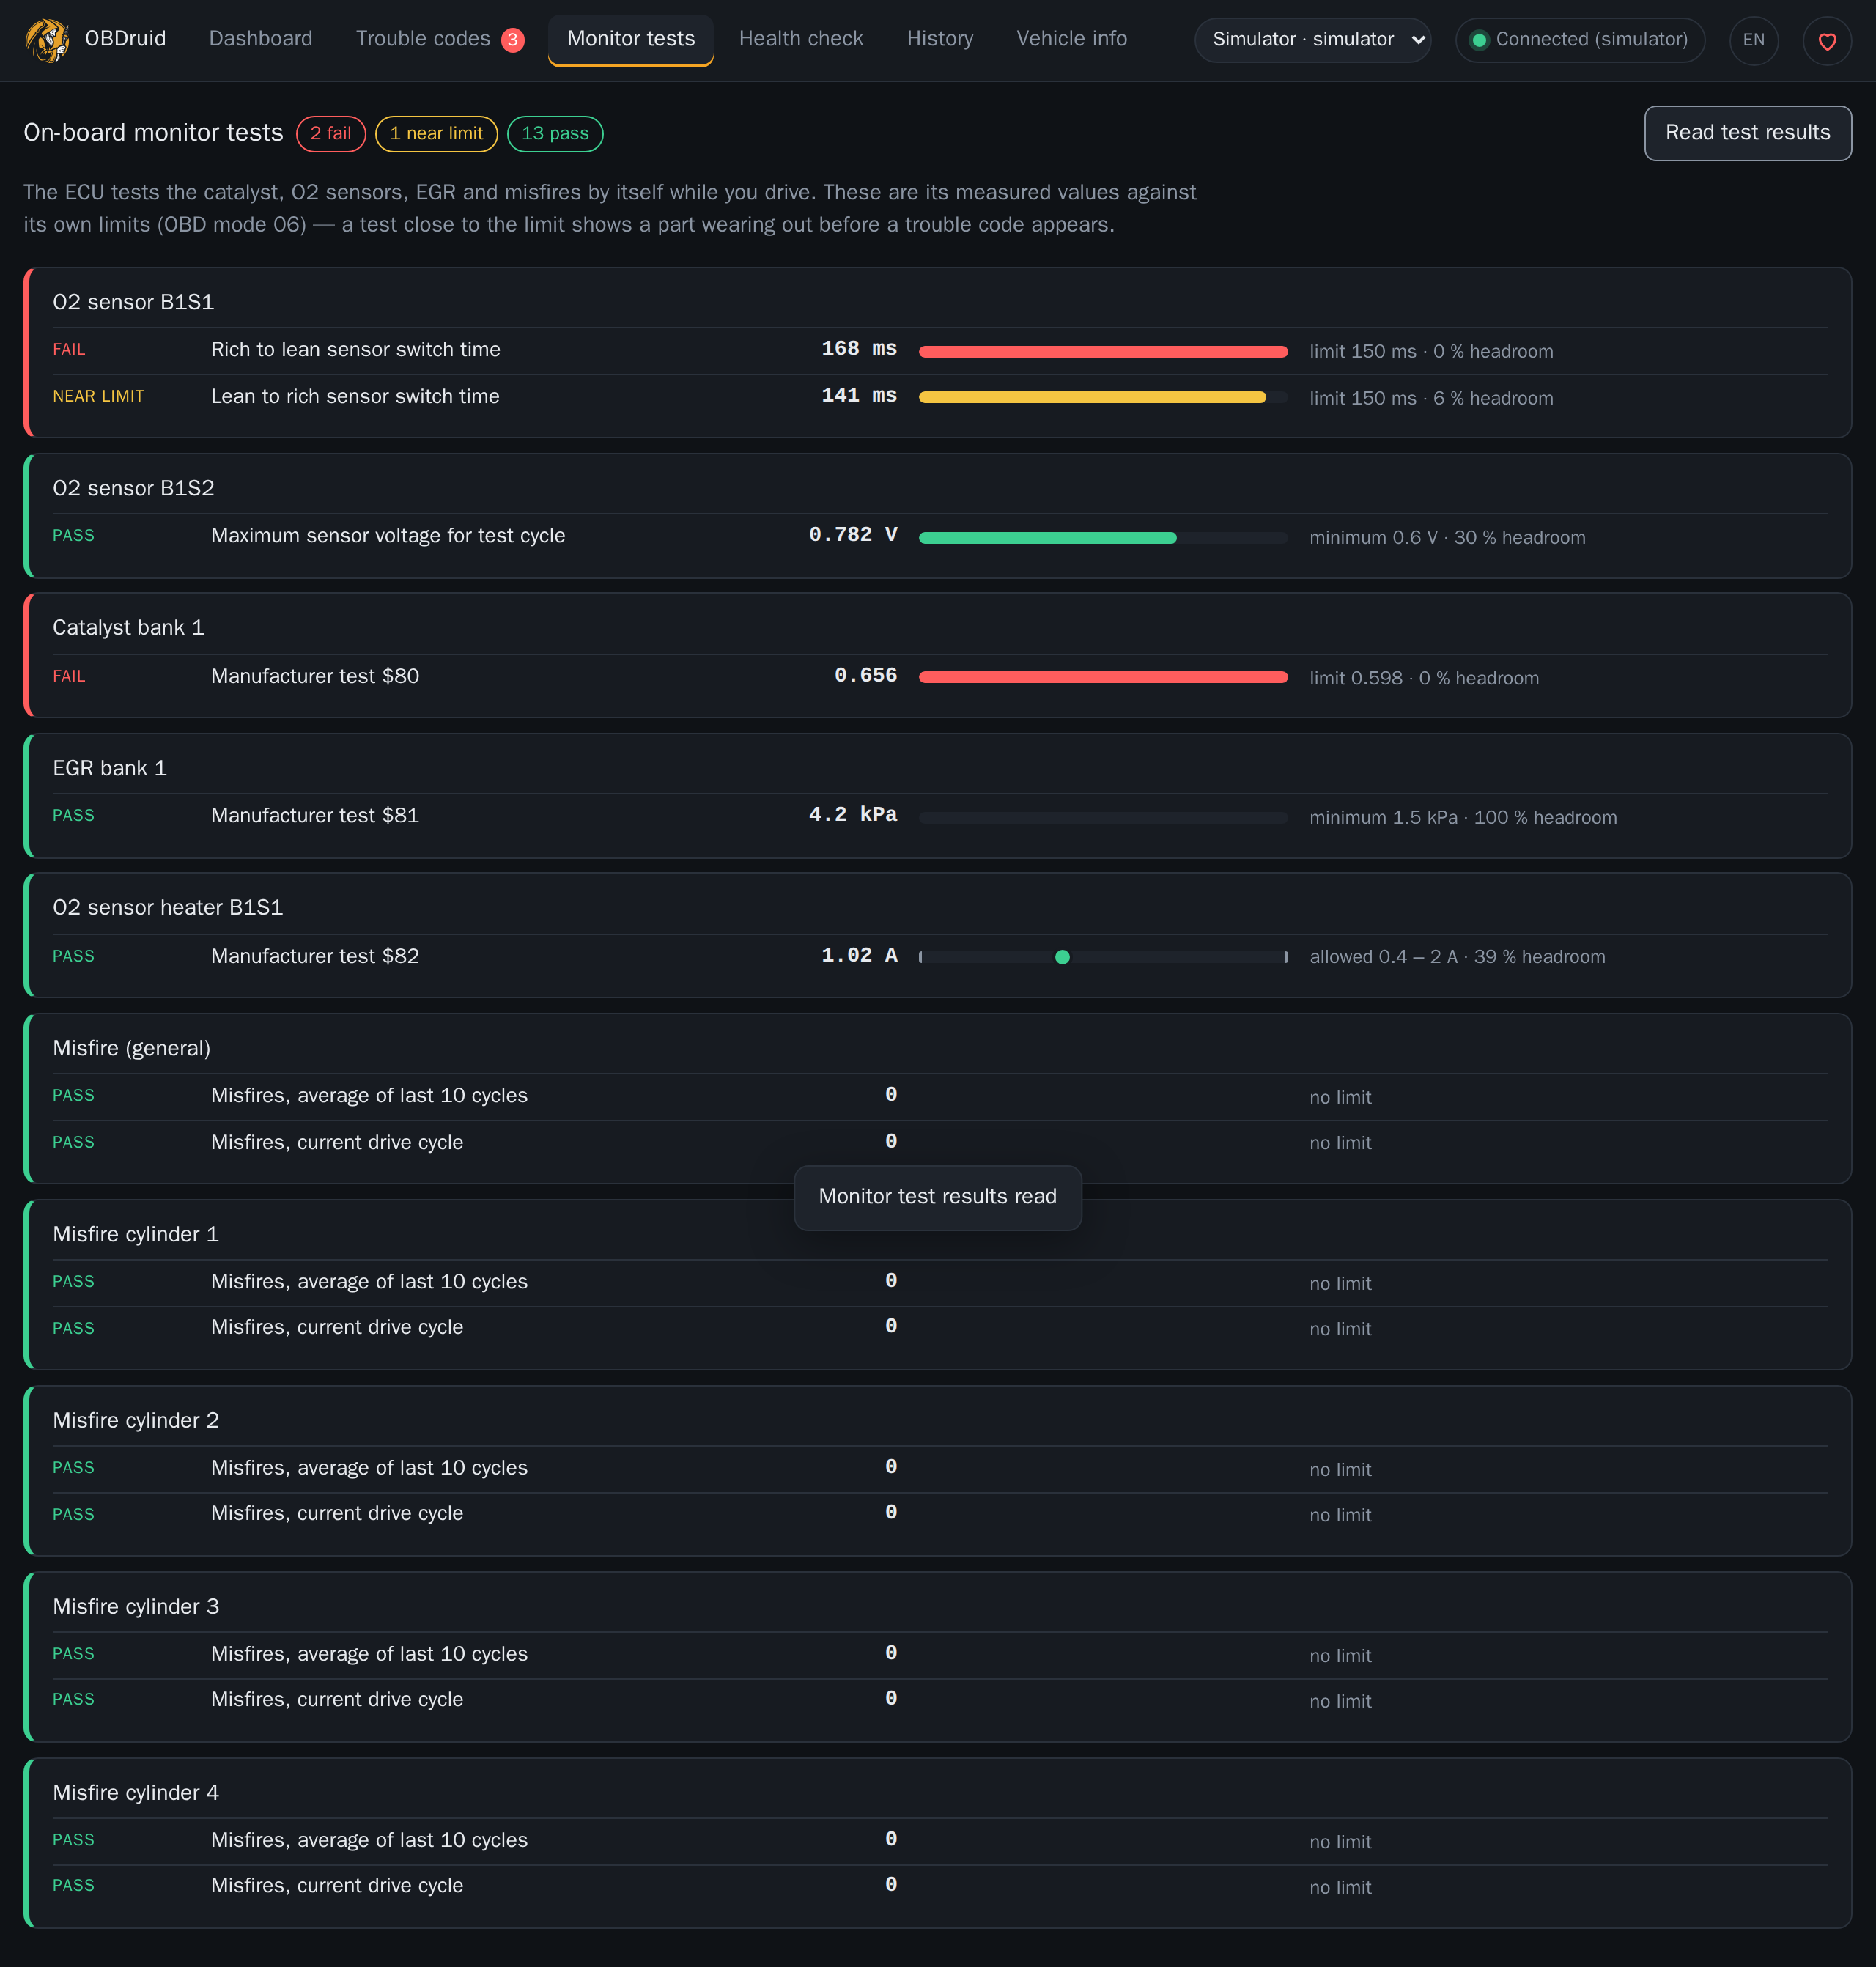 OBDruid Dashboard Trouble codes 3 Monitor tests Health check History Vehicle info Simulator · simulator Connected (simulator) EN
On-board monitor tests 2 fail 1 near limit 13 pass Read test results
The ECU tests the catalyst, O2 sensors, EGR and misfires by itself while you drive. These are its measured values against
its own limits (OBD mode 06) — a test close to the limit shows a part wearing out before a trouble code appears.
O2 sensor B1S1
FAIL Rich to lean sensor switch time 168 ms limit 150 ms · 0 % headroom
NEAR LIMIT Lean to rich sensor switch time 141 ms limit 150 ms · 6 % headroom
O2 sensor B1S2
PASS Maximum sensor voltage for test cycle 0.782 V minimum 0.6 V · 30 % headroom
Catalyst bank 1
FAIL Manufacturer test $80 0.656 limit 0.598 · 0 % headroom
EGR bank 1
PASS Manufacturer test $81 4.2 kPa minimum 1.5 kPa · 100 % headroom
O2 sensor heater B1S1
PASS Manufacturer test $82 1.02 A allowed 0.4 – 2 A · 39 % headroom
Misfire (general)
PASS Misfires, average of last 10 cycles 0 no limit
PASS Misfires, current drive cycle 0 no limit
Monitor test results read
Misfire cylinder 1
PASS Misfires, average of last 10 cycles 0 no limit
PASS Misfires, current drive cycle 0 no limit
Misfire cylinder 2
PASS Misfires, average of last 10 cycles 0 no limit
PASS Misfires, current drive cycle 0 no limit
Misfire cylinder 3
PASS Misfires, average of last 10 cycles 0 no limit
PASS Misfires, current drive cycle 0 no limit
Misfire cylinder 4
PASS Misfires, average of last 10 cycles 0 no limit
PASS Misfires, current drive cycle 0 no limit